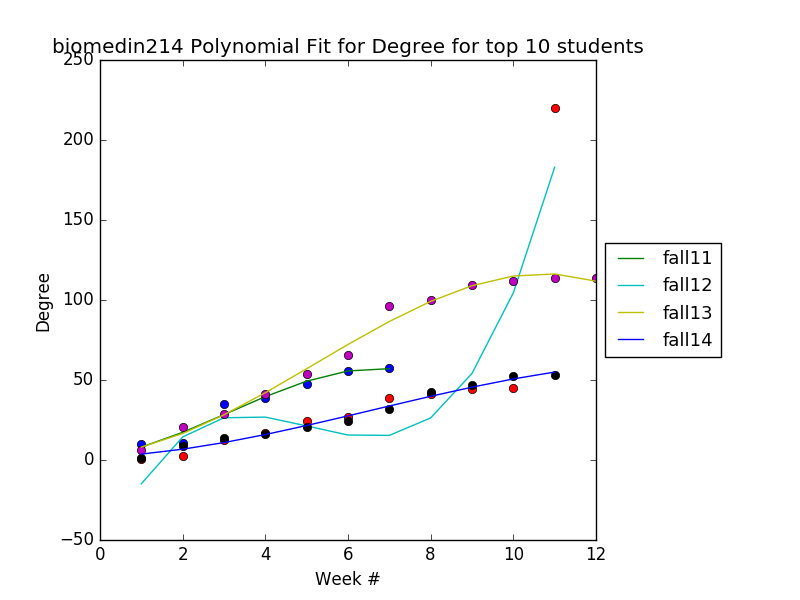 biomedin214 Polynomial Fit for Degree for top 10 students
250
200
150
100
50
0
−50
Degree
0 2 4 6 8 10 12
Week #
fall11
fall12
fall13
fall14